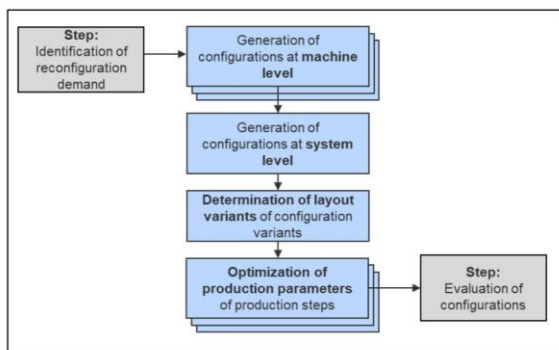 Step:
Identification of
reconfiguration
demand
Generation of
configurations at machine
level
Generation of
configurations at system
level
Determination of layout
variants of configuration
variants
Optimization of
production parameters
of production steps
Step:
Evaluation of
configurations